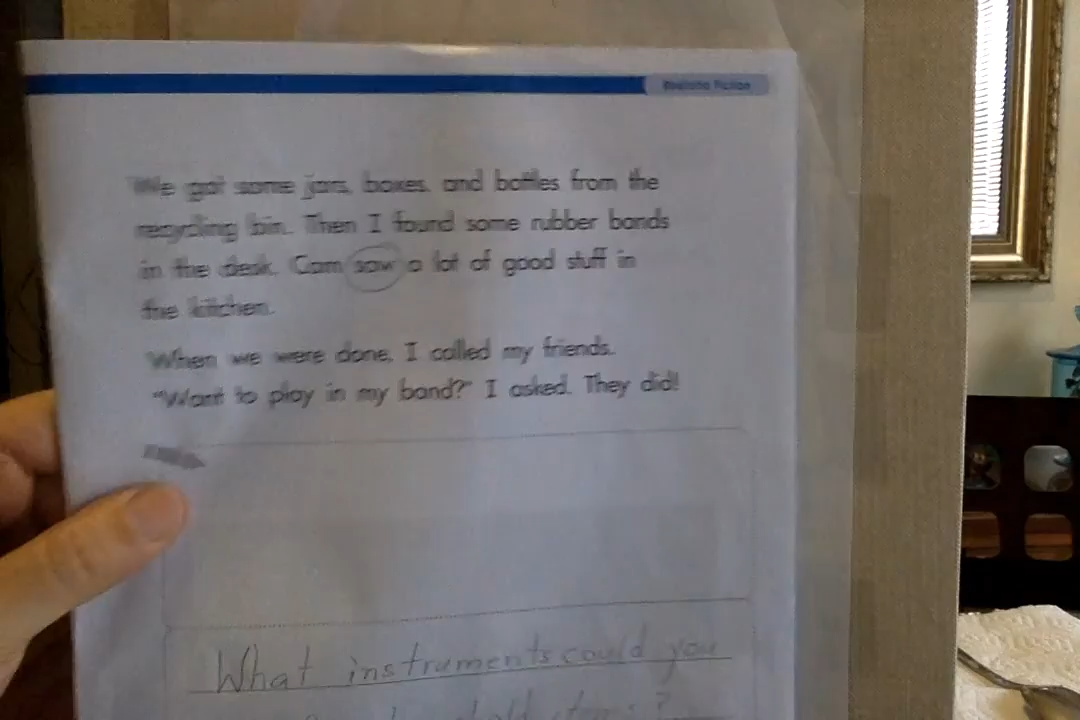 Realistic Fiction
We got some jars, boxes, and bottles from the
recycling bin. Then I found some rubber bands
in the desk. Cam saw a lot of good stuff in
the kitchen.
When we were done, I called my friends.
"Want to play in my band?" I asked. They did!
What instruments could you